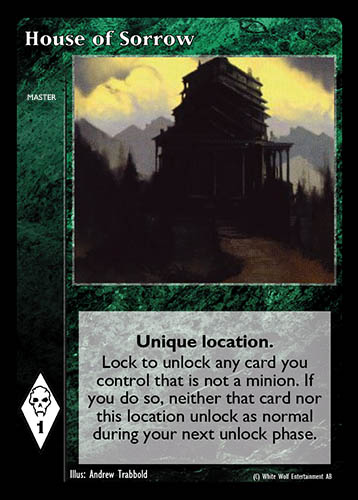 House of Sorrow
MASTER
Unique location.
Lock to unlock any card you
control that is not a minion. If
you do so, neither that card nor
this location unlock as normal
during your next unlock phase.
1
Illus: Andrew Trabbold
(C) White Wolf Entertainment AB